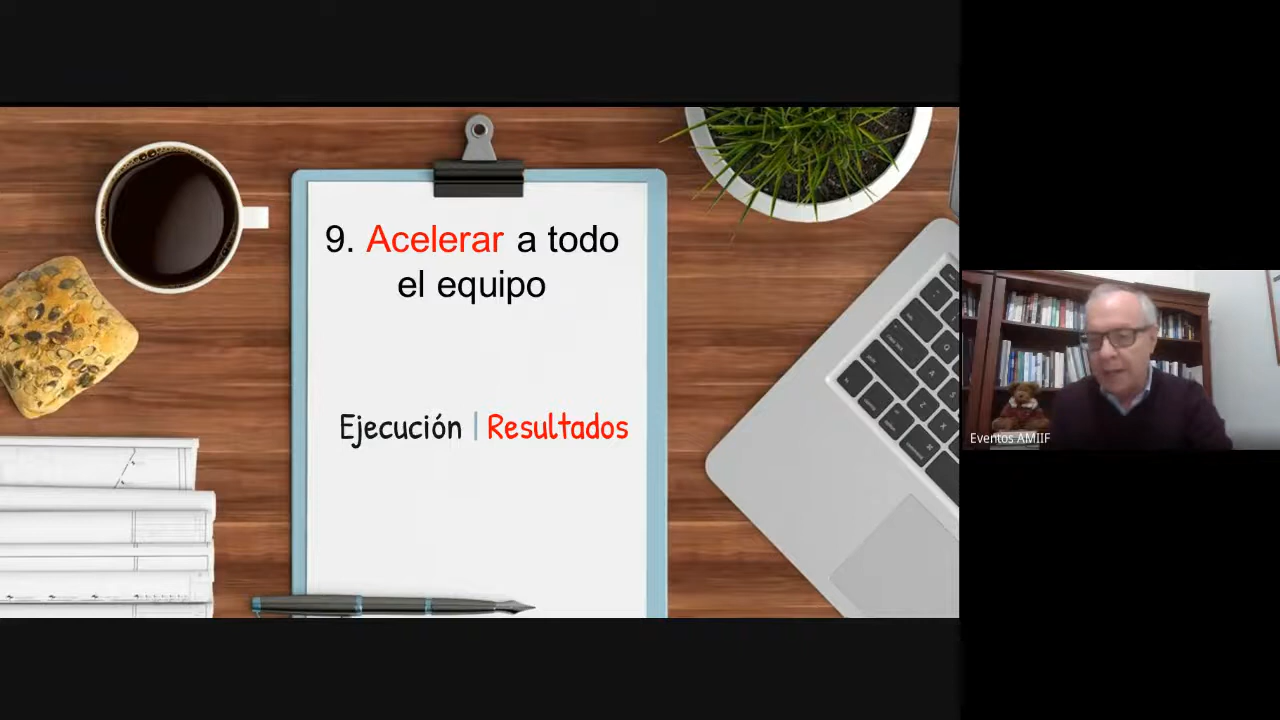 9. Acelerar a todo
el equipo
Ejecución | Resultados
Eventos AMIIF